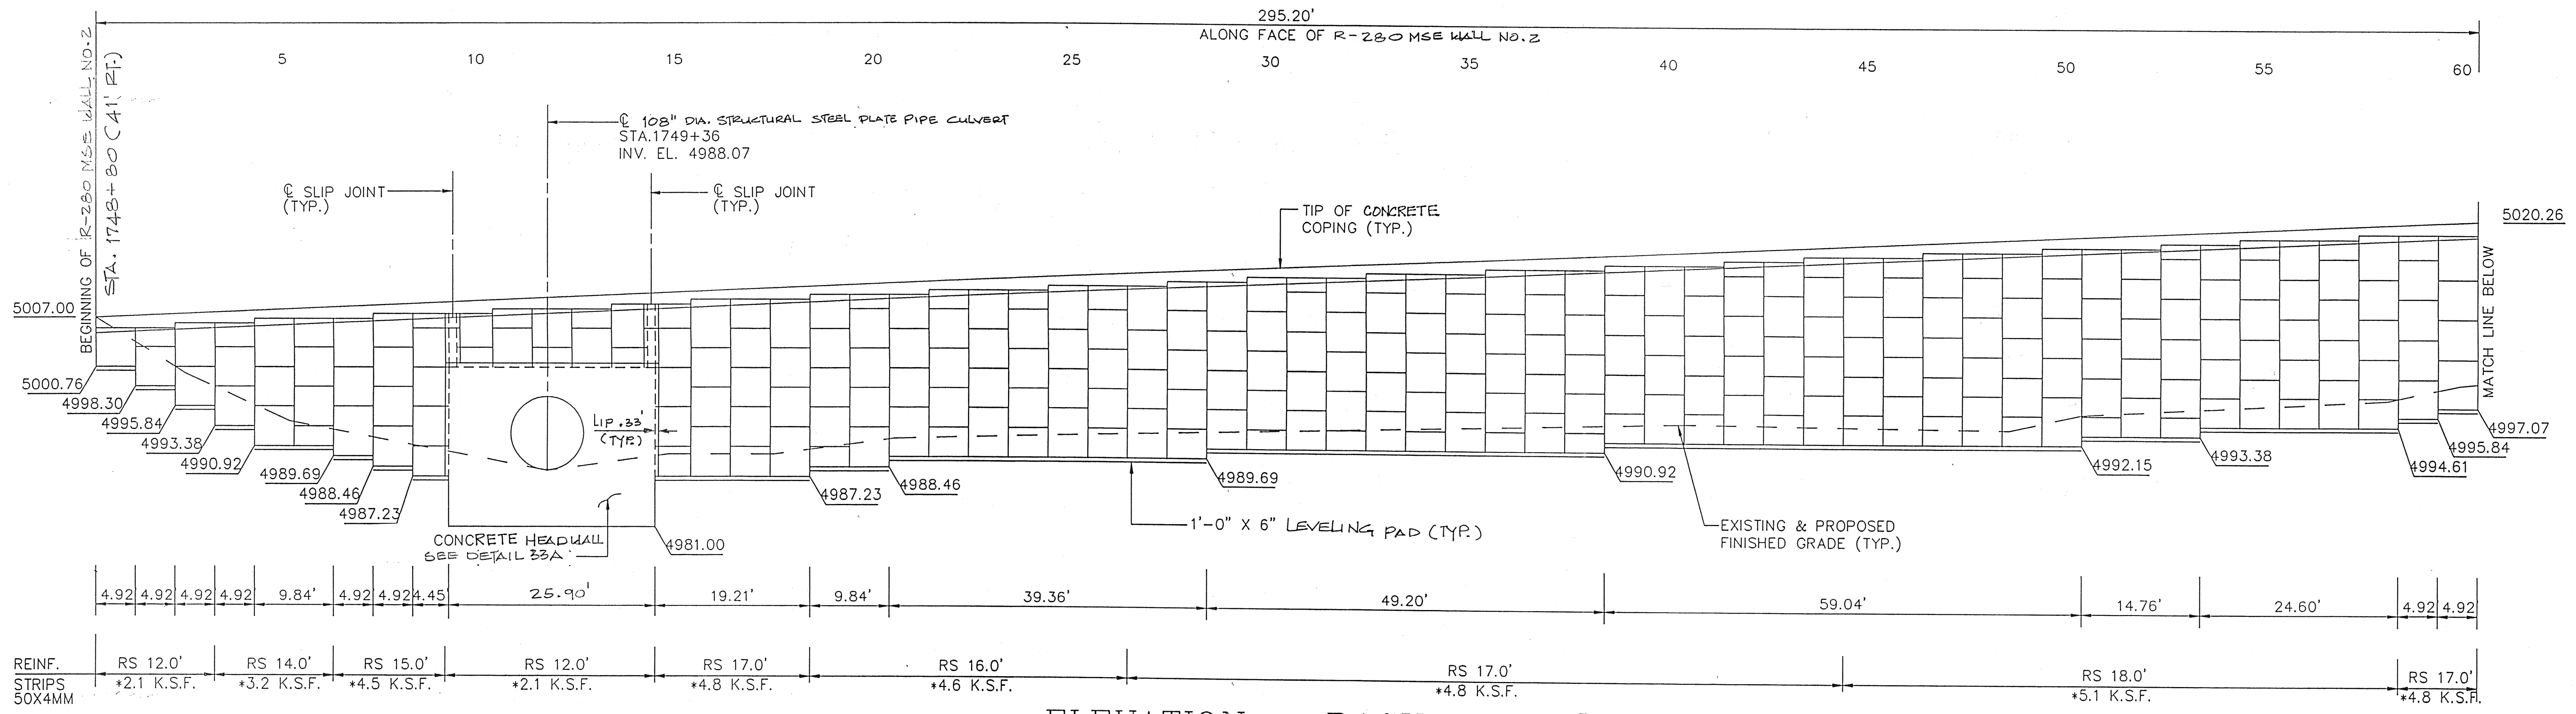 295.20'
ALONG FACE OF R-280 MSE WALL NO.2
5 10 15 20 25 30 35 40 45 50 55 60
BEGINNING OF R-280 MSE WALL NO.2
STA. 1748+80 (41' RT.)
℄ 108" DIA. STRUCTURAL STEEL PLATE PIPE CULVERT
STA.1749+36
INV. EL. 4988.07
℄ SLIP JOINT
(TYP.)
℄ SLIP JOINT
(TYP.)
TIP OF CONCRETE
COPING (TYP.)
5020.26
MATCH LINE BELOW
5007.00
5000.76
4998.30
4995.84
4993.38
4990.92
4989.69
4988.46
4987.23
LIP .33'
(TYP.)
CONCRETE HEADWALL
SEE DETAIL 33A
4981.00
4987.23
4988.46
4989.69
4990.92
4992.15
4993.38
4994.61
4995.84
4997.07
1'-0" X 6" LEVELING PAD (TYP.)
EXISTING & PROPOSED
FINISHED GRADE (TYP.)
4.92 4.92 4.92 4.92 9.84' 4.92 4.92 4.45' 25.90' 19.21' 9.84' 39.36' 49.20' 59.04' 14.76' 24.60' 4.92 4.92
REINF.
STRIPS
50X4MM
RS 12.0' RS 14.0' RS 15.0' RS 12.0' RS 17.0' RS 16.0' RS 17.0' RS 18.0' RS 17.0'
*2.1 K.S.F. *3.2 K.S.F. *4.5 K.S.F. *2.1 K.S.F. *4.8 K.S.F. *4.6 K.S.F. *4.8 K.S.F. *5.1 K.S.F. *4.8 K.S.F.